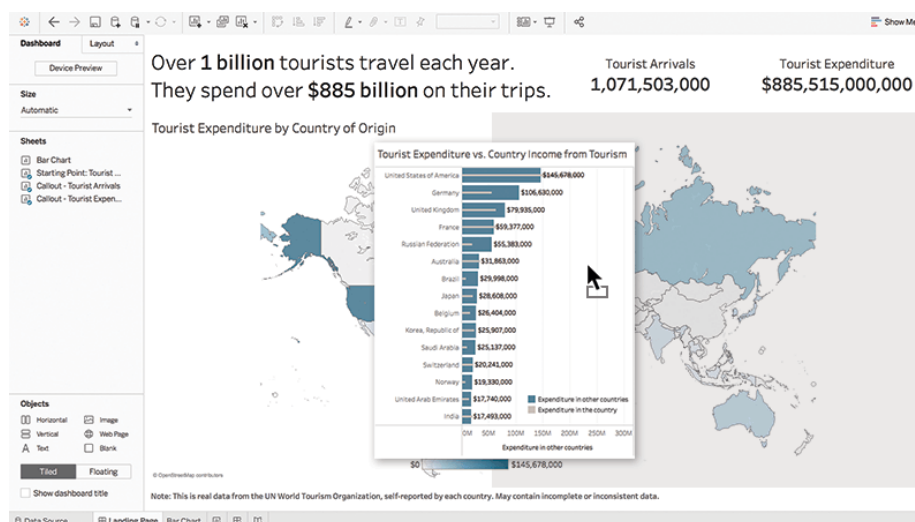 Show Me
Dashboard
Layout
Device Preview
Size
Automatic
Sheets
Bar Chart
Starting Point: Tourist ...
Callout - Tourist Arrivals
Callout - Tourist Expen...
Objects
Horizontal
Image
Vertical
Web Page
Text
Blank
Tiled
Floating
Show dashboard title
Over 1 billion tourists travel each year.
They spend over $885 billion on their trips.
Tourist Arrivals
1,071,503,000
Tourist Expenditure
$885,515,000,000
Tourist Expenditure by Country of Origin
Tourist Expenditure vs. Country Income from Tourism
United States of America $145,678,000
Germany $106,630,000
United Kingdom $79,935,000
France $59,377,000
Russian Federation $55,383,000
Australia $31,863,000
Brazil $29,998,000
Japan $28,608,000
Belgium $26,404,000
Korea, Republic of $25,907,000
Saudi Arabia $25,137,000
Switzerland $20,241,000
Norway $19,330,000
United Arab Emirates $17,740,000
India $17,493,000
Expenditure in other countries
Expenditure in the country
0M 50M 100M 150M 200M 250M 300M
Expenditure in other countries
$0 $145,678,000
© OpenStreetMap contributors.
Note: This is real data from the UN World Tourism Organization, self-reported by each country. May contain incomplete or inconsistent data.
Data Source
Landing Page
Bar Chart